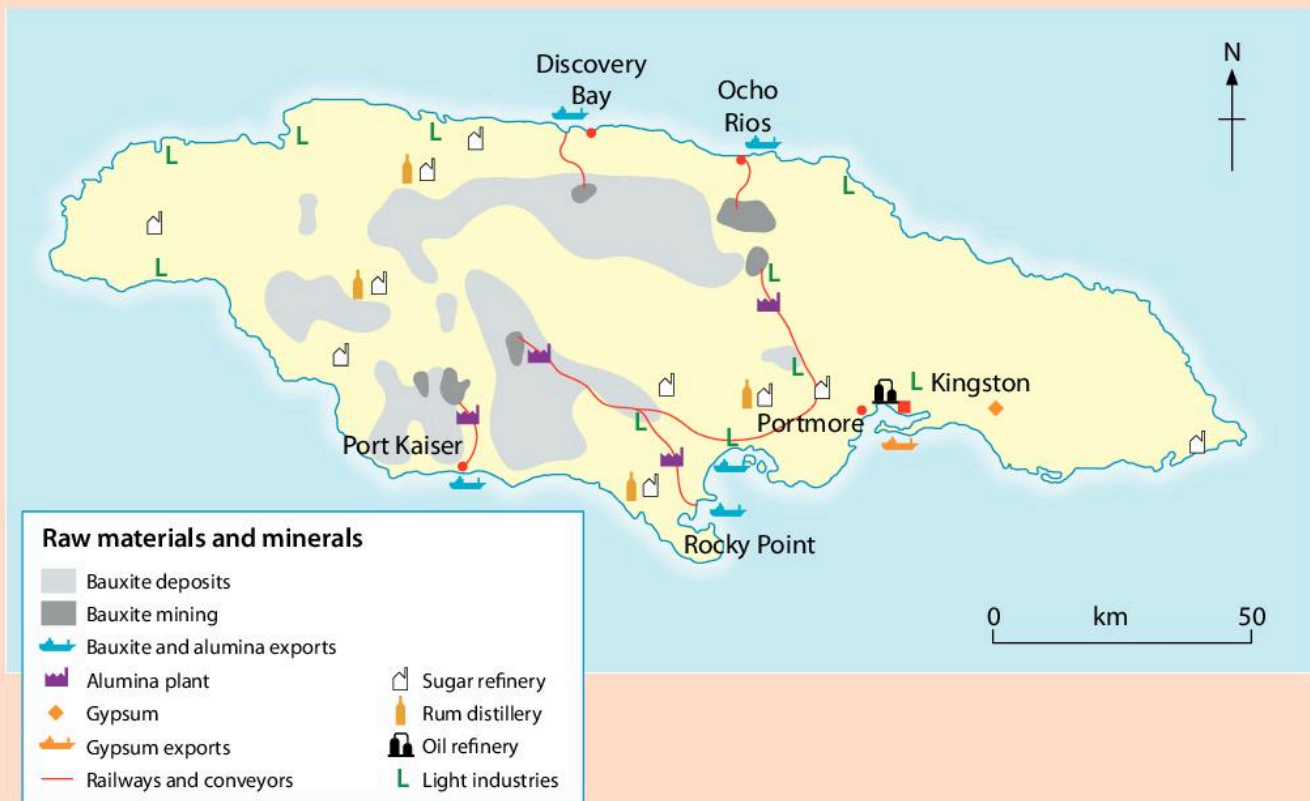 Discovery
Bay
Ocho
Rios
N
L
L
L
L
L
L
L
L
L
L
Kingston
Portmore
Port Kaiser
Rocky Point
0 km 50
Raw materials and minerals
Bauxite deposits
Bauxite mining
Bauxite and alumina exports
Alumina plant
Gypsum
Gypsum exports
Railways and conveyors
Sugar refinery
Rum distillery
Oil refinery
L Light industries